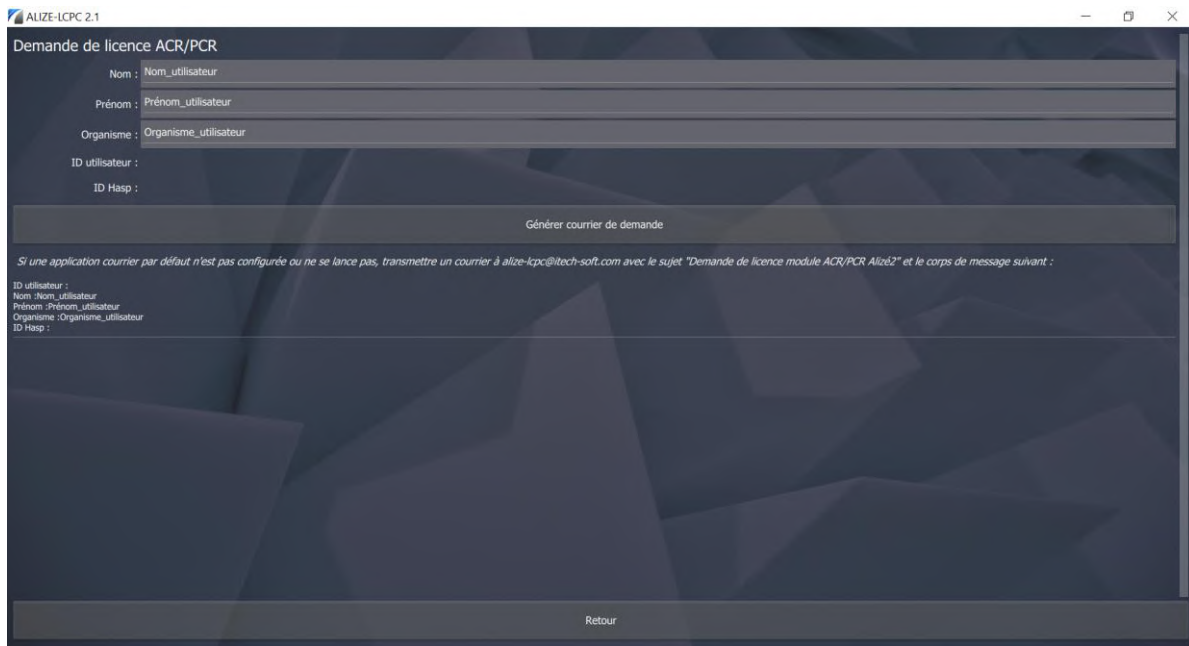 ALIZE-LCPC 2.1
Demande de licence ACR/PCR
Nom : Nom_utilisateur
Prénom : Prénom_utilisateur
Organisme : Organisme_utilisateur
ID utilisateur :
ID Hasp :
Générer courrier de demande
Si une application courrier par défaut n'est pas configurée ou ne se lance pas, transmettre un courrier à alize-lcpc@itech-soft.com avec le sujet "Demande de licence module ACR/PCR Alizé2" et le corps de message suivant :
ID utilisateur :
Nom :Nom_utilisateur
Prénom :Prénom_utilisateur
Organisme :Organisme_utilisateur
ID Hasp :
Retour